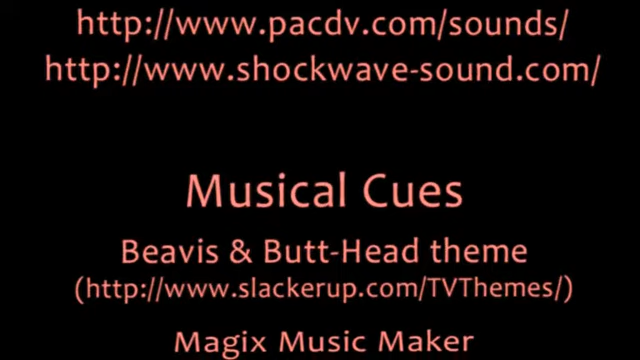 http://www.pacdv.com/sounds/
http://www.shockwave-sound.com/
Musical Cues
Beavis & Butt-Head theme
(http://www.slackerup.com/TVThemes/)
Magix Music Maker